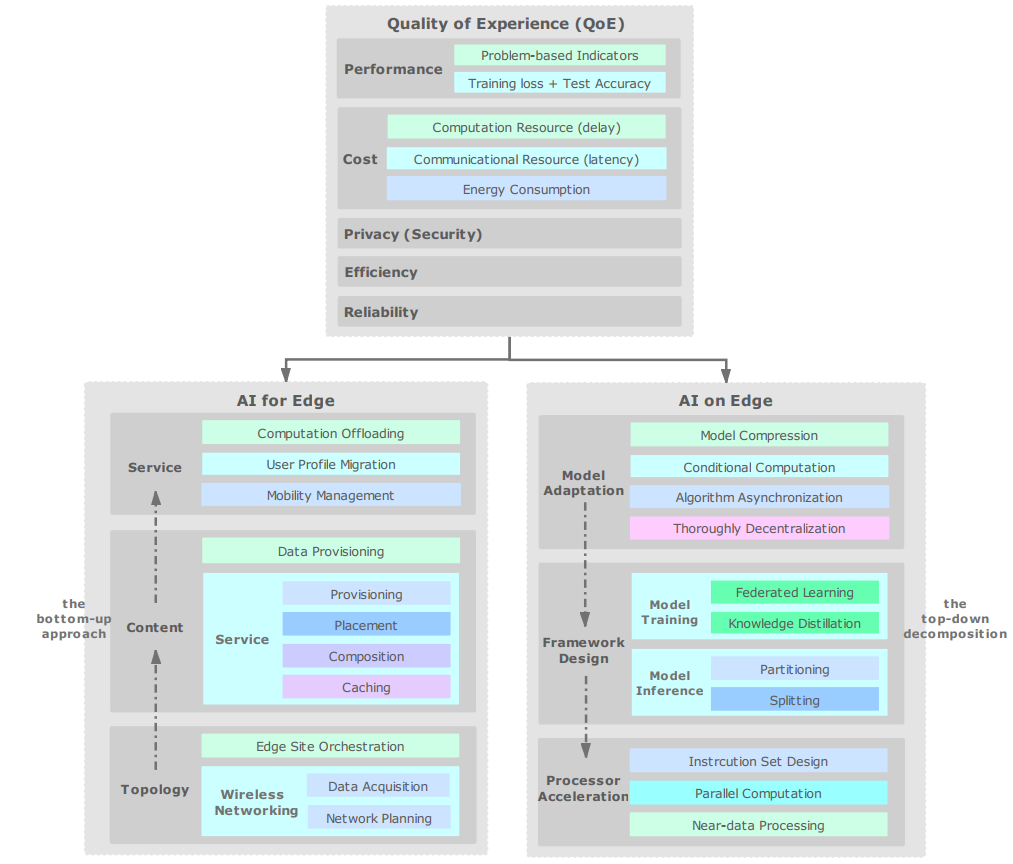 Quality of Experience (QoE)
Performance
Problem-based Indicators
Training loss + Test Accuracy
Cost
Computation Resource (delay)
Communicational Resource (latency)
Energy Consumption
Privacy (Security)
Efficiency
Reliability
AI for Edge
Service
Computation Offloading
User Profile Migration
Mobility Management
the
bottom-up
approach
Content
Data Provisioning
Service
Provisioning
Placement
Composition
Caching
Topology
Edge Site Orchestration
Wireless
Networking
Data Acquisition
Network Planning
AI on Edge
Model
Adaptation
Model Compression
Conditional Computation
Algorithm Asynchronization
Thoroughly Decentralization
Framework
Design
Model
Training
Federated Learning
Knowledge Distillation
Model
Inference
Partitioning
Splitting
the
top-down
decomposition
Processor
Acceleration
Instrcution Set Design
Parallel Computation
Near-data Processing